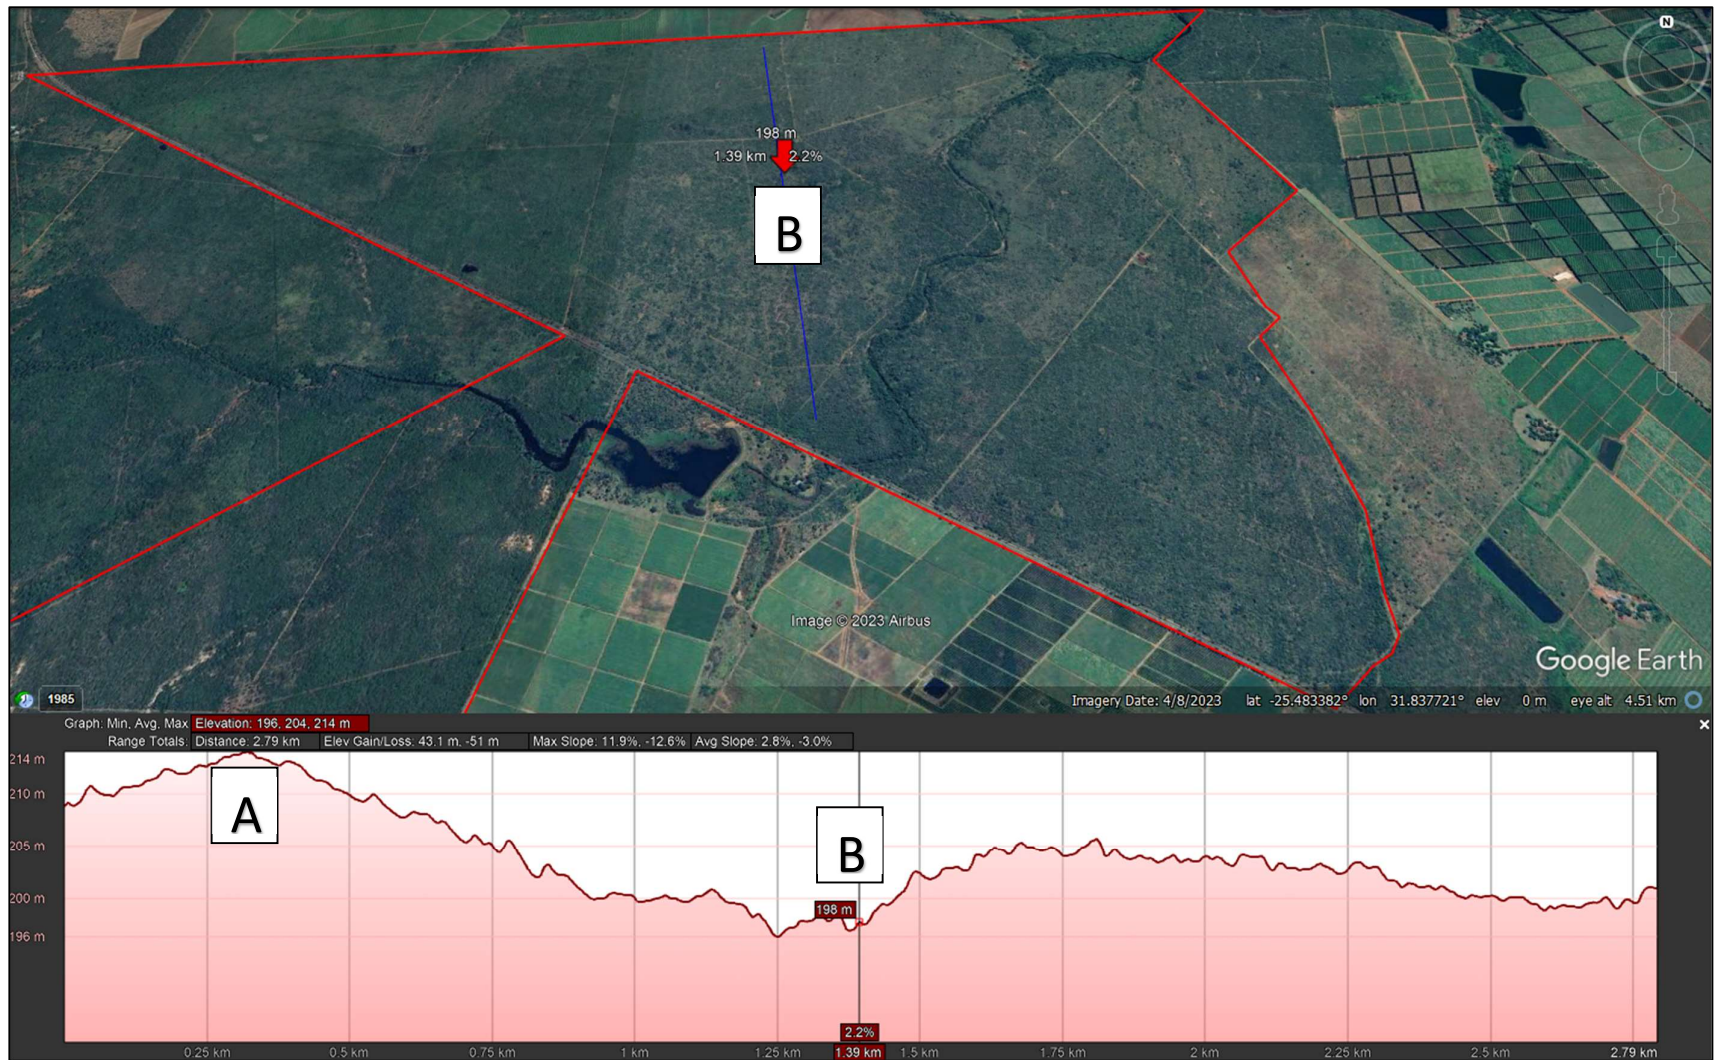 N
198 m
1.39 km 2.2%
B
Image © 2023 Airbus
Google Earth
1985
Imagery Date: 4/8/2023 lat -25.483382° lon 31.837721° elev 0 m eye alt 4.51 km
Graph: Min, Avg, Max Elevation: 196, 204, 214 m
Range Totals: Distance: 2.79 km Elev Gain/Loss: 43.1 m, -51 m Max Slope: 11.9%, -12.6% Avg Slope: 2.8%, -3.0%
214 m
210 m
205 m
200 m
196 m
A
B
198 m
2.2%
0.25 km 0.5 km 0.75 km 1 km 1.25 km 1.39 km 1.5 km 1.75 km 2 km 2.25 km 2.5 km 2.79 km